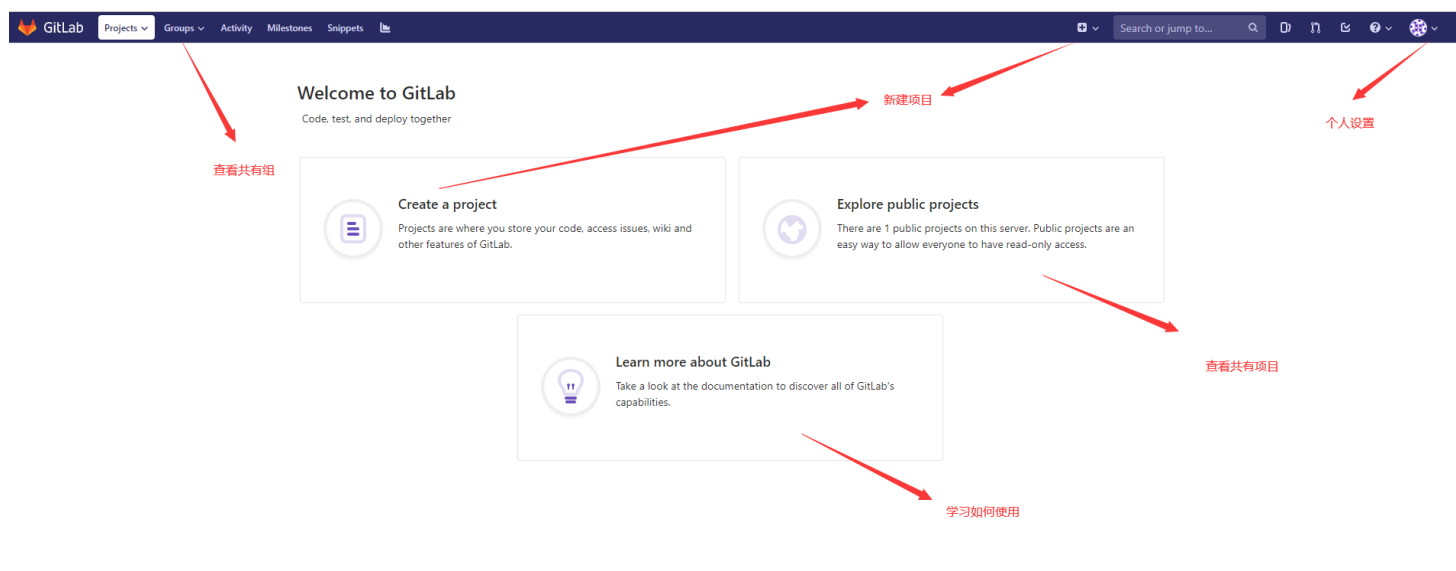 GitLab Projects Groups Activity Milestones Snippets Search or jump to...
Welcome to GitLab
Code, test, and deploy together
新建项目
个人设置
查看共有组
Create a project
Projects are where you store your code, access issues, wiki and
other features of GitLab.
Explore public projects
There are 1 public projects on this server. Public projects are an
easy way to allow everyone to have read-only access.
查看共有项目
Learn more about GitLab
Take a look at the documentation to discover all of GitLab's
capabilities.
学习如何使用